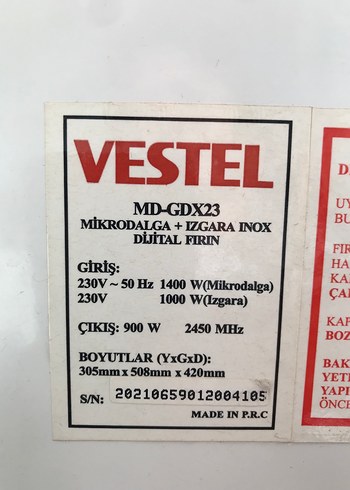 VESTEL
MD-GDX23
MİKRODALGA + IZGARA INOX
DİJİTAL FIRIN
GİRİŞ:
230V ~ 50 Hz 1400 W(Mikrodalga)
230V 1000 W(Izgara)
ÇIKIŞ: 900 W 2450 MHz
BOYUTLAR (YxGxD):
305mm x 508mm x 420mm
S/N: 20210659012004105
MADE IN P.R.C